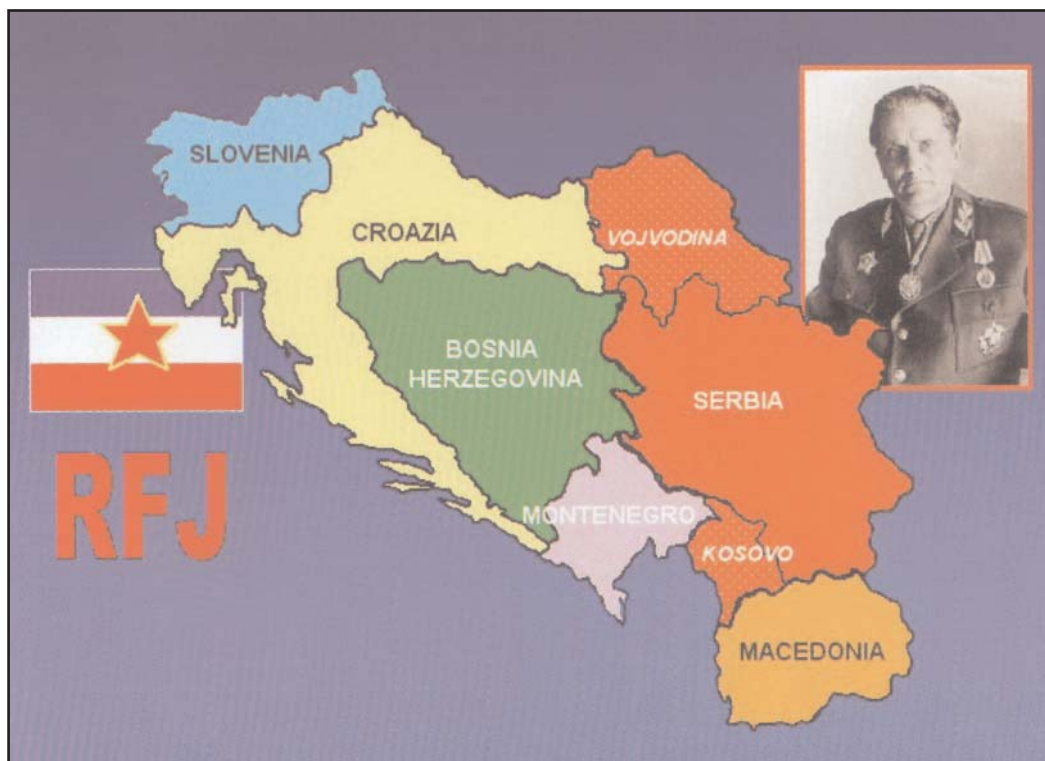 SLOVENIA
CROAZIA
VOJVODINA
BOSNIA
HERZEGOVINA
SERBIA
RFJ
MONTENEGRO
KOSOVO
MACEDONIA